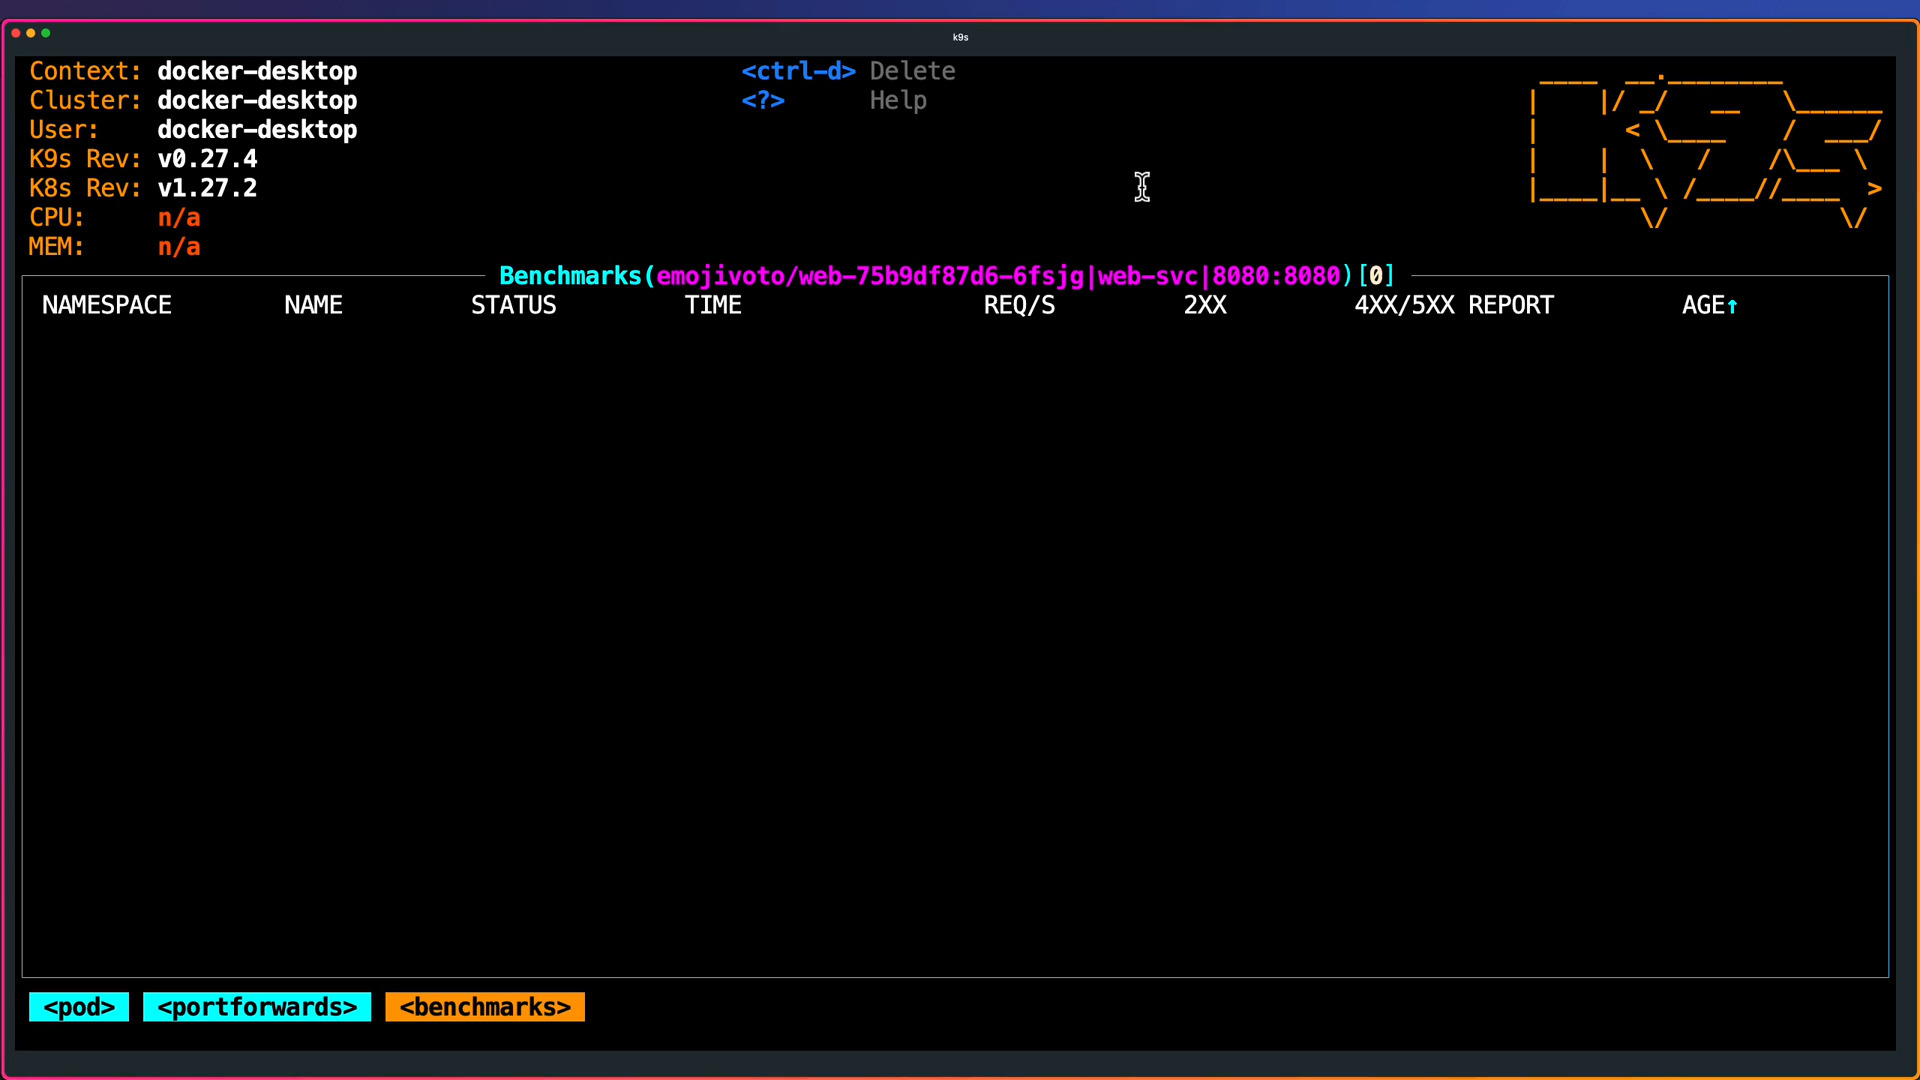 k9s
Context: docker-desktop
Cluster: docker-desktop
User: docker-desktop
K9s Rev: v0.27.4
K8s Rev: v1.27.2
CPU: n/a
MEM: n/a
<ctrl-d> Delete
<?> Help
Benchmarks(emojivoto/web-75b9df87d6-6fsjg|web-svc|8080:8080)[0]
NAMESPACE NAME STATUS TIME REQ/S 2XX 4XX/5XX REPORT AGE↑
<pod> <portforwards> <benchmarks>